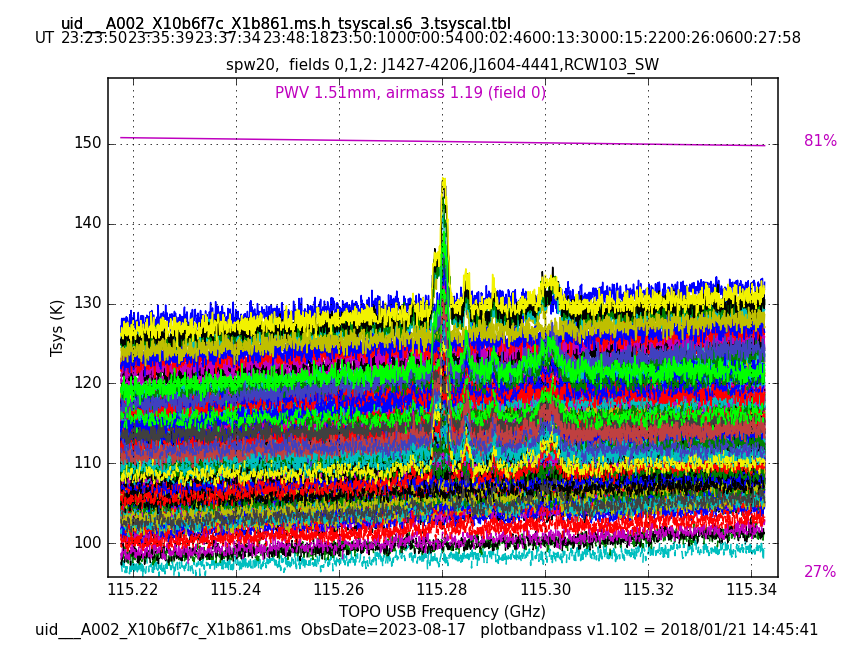 uid___A002_X10b6f7c_X1b861.ms.h_tsyscal.s6_3.tsyscal.tbl
UT 23:23:50 23:35:39 23:37:34 23:48:18 23:50:10 00:00:54 00:02:46 00:13:30 00:15:22 00:26:06 00:27:58
spw20,  fields 0,1,2: J1427-4206,J1604-4441,RCW103_SW
PWV 1.51mm, airmass 1.19 (field 0)
81%
150
140
130
120
110
100
Tsys (K)
27%
115.22 115.24 115.26 115.28 115.30 115.32 115.34
TOPO USB Frequency (GHz)
uid___A002_X10b6f7c_X1b861.ms  ObsDate=2023-08-17   plotbandpass v1.102 = 2018/01/21 14:45:41